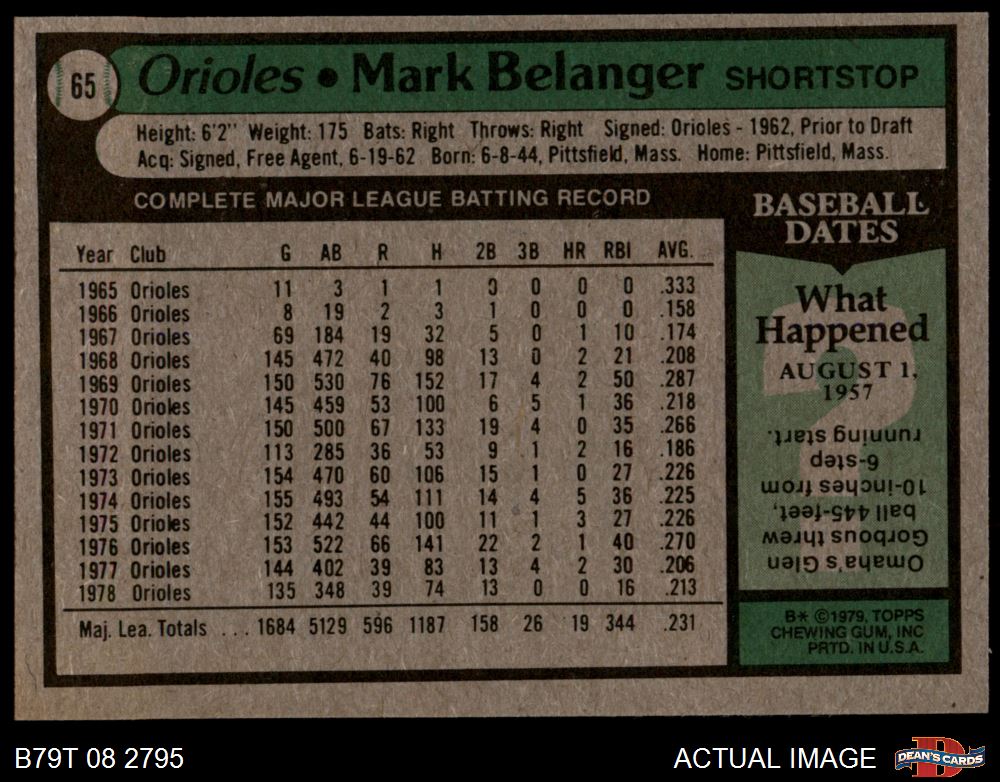 65 Orioles • Mark Belanger SHORTSTOP
Height: 6'2" Weight: 175 Bats: Right Throws: Right Signed: Orioles - 1962, Prior to Draft
Acq: Signed, Free Agent, 6-19-62 Born: 6-8-44, Pittsfield, Mass. Home: Pittsfield, Mass.
COMPLETE MAJOR LEAGUE BATTING RECORD
Year Club G AB R H 2B 3B HR RBI AVG.
1965 Orioles 11 3 1 1 0 0 0 0 .333
1966 Orioles 8 19 2 3 1 0 0 0 .158
1967 Orioles 69 184 19 32 5 0 1 10 .174
1968 Orioles 145 472 40 98 13 0 2 21 .208
1969 Orioles 150 530 76 152 17 4 2 50 .287
1970 Orioles 145 459 53 100 6 5 1 36 .218
1971 Orioles 150 500 67 133 19 4 0 35 .266
1972 Orioles 113 285 36 53 9 1 2 16 .186
1973 Orioles 154 470 60 106 15 1 0 27 .226
1974 Orioles 155 493 54 111 14 4 5 36 .225
1975 Orioles 152 442 44 100 11 1 3 27 .226
1976 Orioles 153 522 66 141 22 2 1 40 .270
1977 Orioles 144 402 39 83 13 4 2 30 .206
1978 Orioles 135 348 39 74 13 0 0 16 .213
Maj. Lea. Totals ... 1684 5129 596 1187 158 26 19 344 .231
BASEBALL
DATES
What
Happened
AUGUST 1,
1957
Omaha's Glen
Gorbous threw
ball 445-feet,
10-inches from
6-step
running start.
B* ©1979, TOPPS
CHEWING GUM, INC
PRTD. IN U.S.A.
B79T 08 2795
ACTUAL IMAGE
D
DEAN'S CARDS